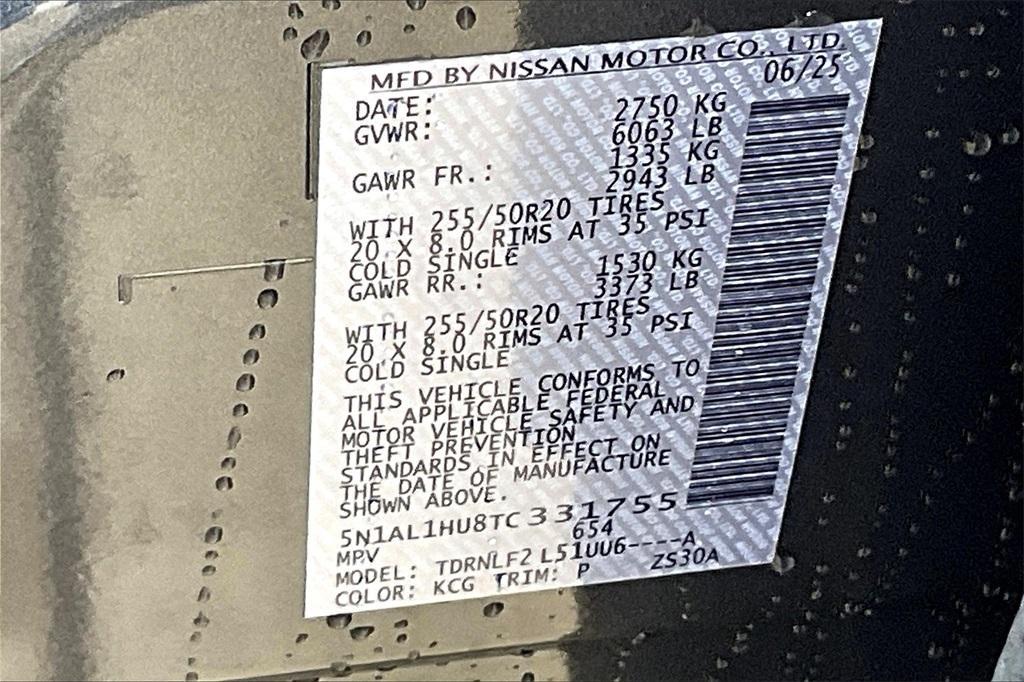 MFD BY NISSAN MOTOR CO., LTD.
DATE: 06/25
GVWR: 2750 KG
6063 LB
GAWR FR.: 1335 KG
2943 LB
WITH 255/50R20 TIRES
20 X 8.0 RIMS AT 35 PSI
COLD SINGLE
GAWR RR.: 1530 KG
3373 LB
WITH 255/50R20 TIRES
20 X 8.0 RIMS AT 35 PSI
COLD SINGLE
THIS VEHICLE CONFORMS TO
ALL APPLICABLE FEDERAL
MOTOR VEHICLE SAFETY AND
THEFT PREVENTION
STANDARDS IN EFFECT ON
THE DATE OF MANUFACTURE
SHOWN ABOVE.
5N1AL1HU8TC331755
MPV 654
MODEL: TDRNLF2 L51UU6----A
COLOR: KCG TRIM: P ZS30A